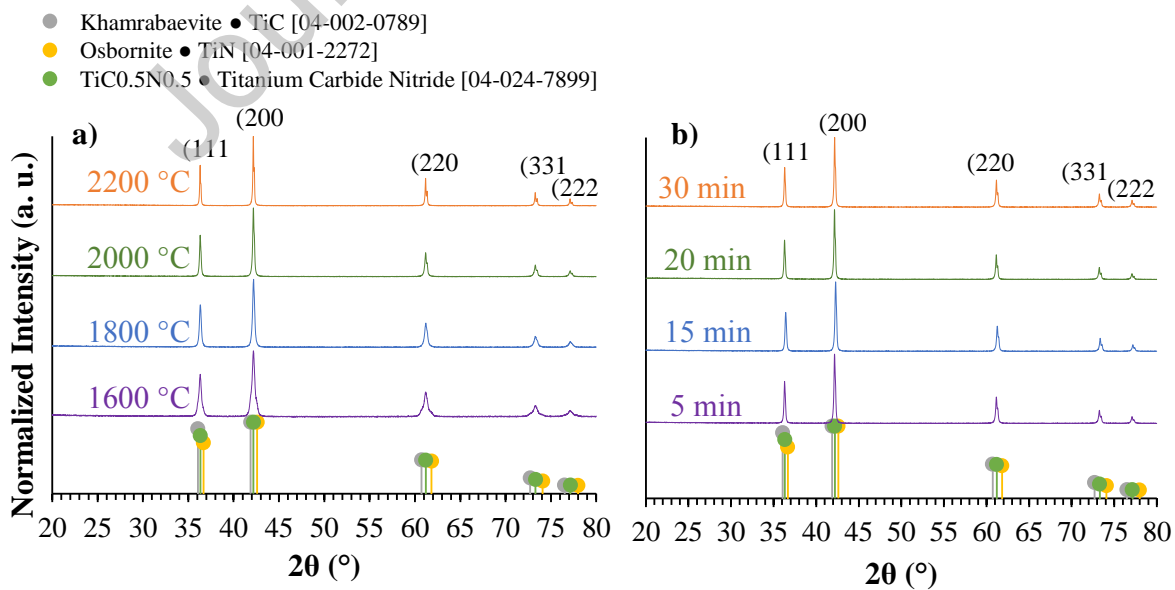 Khamrabaevite ● TiC [04-002-0789]
Osbornite ● TiN [04-001-2272]
TiC0.5N0.5 ● Titanium Carbide Nitride [04-024-7899]
Jou
a)
(111
(200
(220
(331
(222
2200 °C
2000 °C
1800 °C
1600 °C
Normalized Intensity (a. u.)
20 25 30 35 40 45 50 55 60 65 70 75 80
2θ (°)
b)
(111
(200
(220
(331
(222
30 min
20 min
15 min
5 min
20 25 30 35 40 45 50 55 60 65 70 75 80
2θ (°)